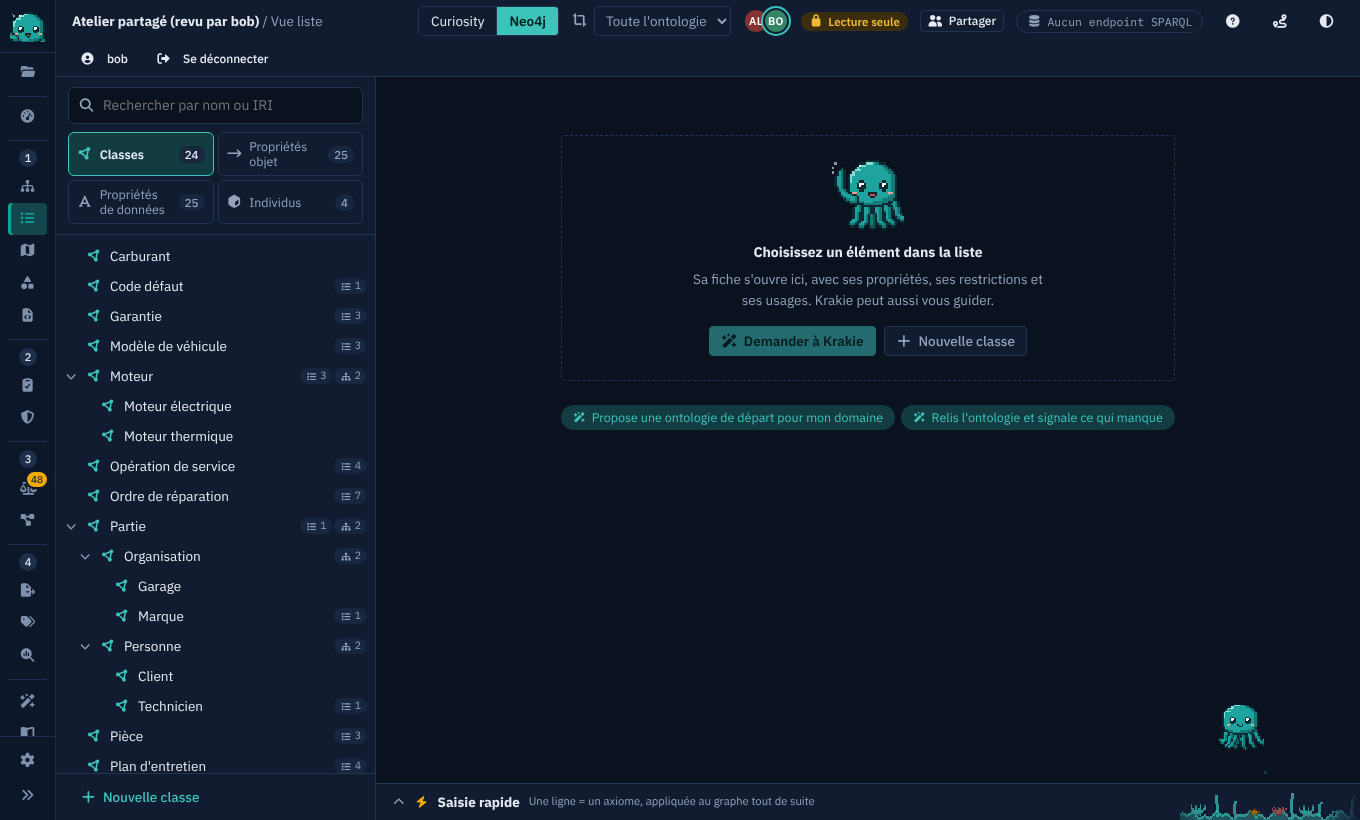 Atelier partagé (revu par bob) / Vue liste
Curiosity
Neo4j
Toute l'ontologie
AL
BO
Lecture seule
Partager
Aucun endpoint SPARQL
bob
Se déconnecter
Rechercher par nom ou IRI
Classes 24
Propriétés objet 25
Propriétés de données 25
Individus 4
1
2
3
48
4
Carburant
Code défaut 1
Garantie 3
Modèle de véhicule 3
Moteur 3 2
Moteur électrique
Moteur thermique
Opération de service 4
Ordre de réparation 7
Partie 1 2
Organisation 2
Garage
Marque 1
Personne 2
Client
Technicien 1
Pièce 3
Plan d'entretien 4
Nouvelle classe
Choisissez un élément dans la liste
Sa fiche s'ouvre ici, avec ses propriétés, ses restrictions et
ses usages. Krakie peut aussi vous guider.
Demander à Krakie
Nouvelle classe
Propose une ontologie de départ pour mon domaine
Relis l'ontologie et signale ce qui manque
Saisie rapide Une ligne = un axiome, appliquée au graphe tout de suite